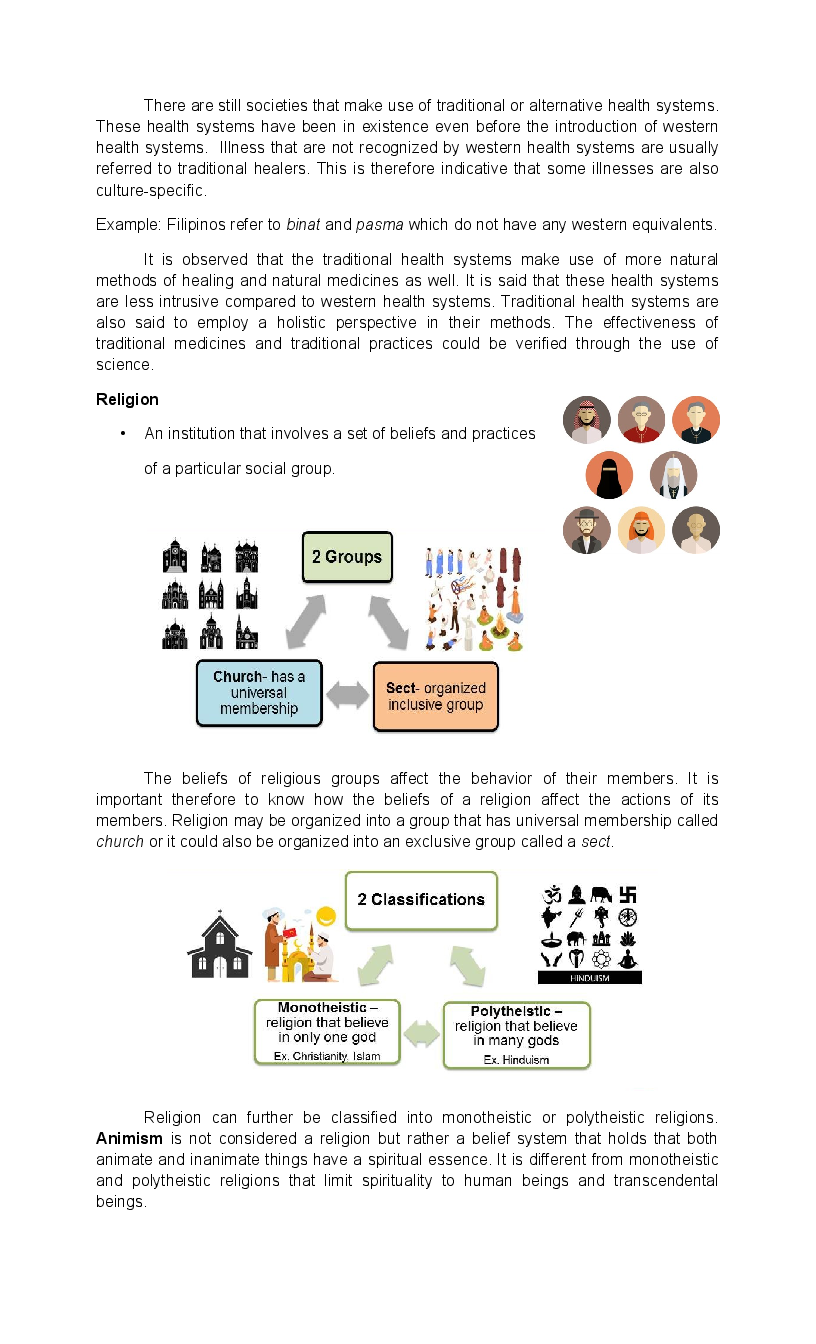 There are still societies that make use of traditional or alternative health systems.
These health systems have been in existence even before the introduction of western
health systems.  Illness that are not recognized by western health systems are usually
referred to traditional healers. This is therefore indicative that some illnesses are also
culture-specific.
Example: Filipinos refer to binat and pasma which do not have any western equivalents.
It is observed that the traditional health systems make use of more natural
methods of healing and natural medicines as well. It is said that these health systems
are less intrusive compared to western health systems. Traditional health systems are
also said to employ a holistic perspective in their methods. The effectiveness of
traditional medicines and traditional practices could be verified through the use of
science.
Religion
• An institution that involves a set of beliefs and practices
of a particular social group.
2 Groups
Church- has a
universal
membership
Sect- organized
inclusive group
The beliefs of religious groups affect the behavior of their members. It is
important therefore to know how the beliefs of a religion affect the actions of its
members. Religion may be organized into a group that has universal membership called
church or it could also be organized into an exclusive group called a sect.
2 Classifications
HINDUISM
Monotheistic –
religion that believe
in only one god
Ex. Christianity, Islam
Polytheistic –
religion that believe
in many gods
Ex. Hinduism
Religion can further be classified into monotheistic or polytheistic religions.
Animism is not considered a religion but rather a belief system that holds that both
animate and inanimate things have a spiritual essence. It is different from monotheistic
and polytheistic religions that limit spirituality to human beings and transcendental
beings.